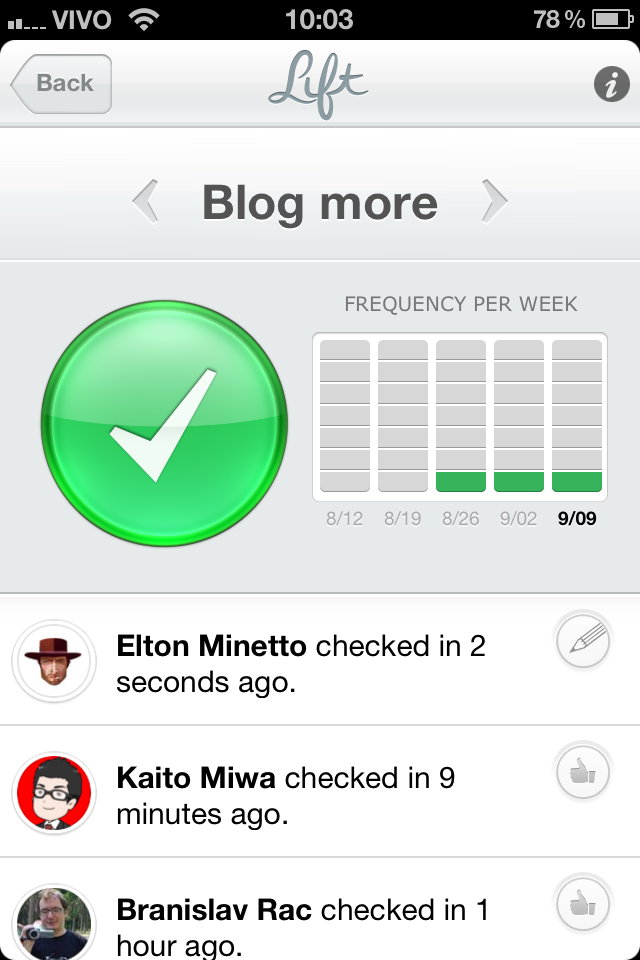 VIVO 10:03 78 %
Back Lift i
Blog more
FREQUENCY PER WEEK
8/12 8/19 8/26 9/02 9/09
Elton Minetto checked in 2
seconds ago.
Kaito Miwa checked in 9
minutes ago.
Branislav Rac checked in 1
hour ago.